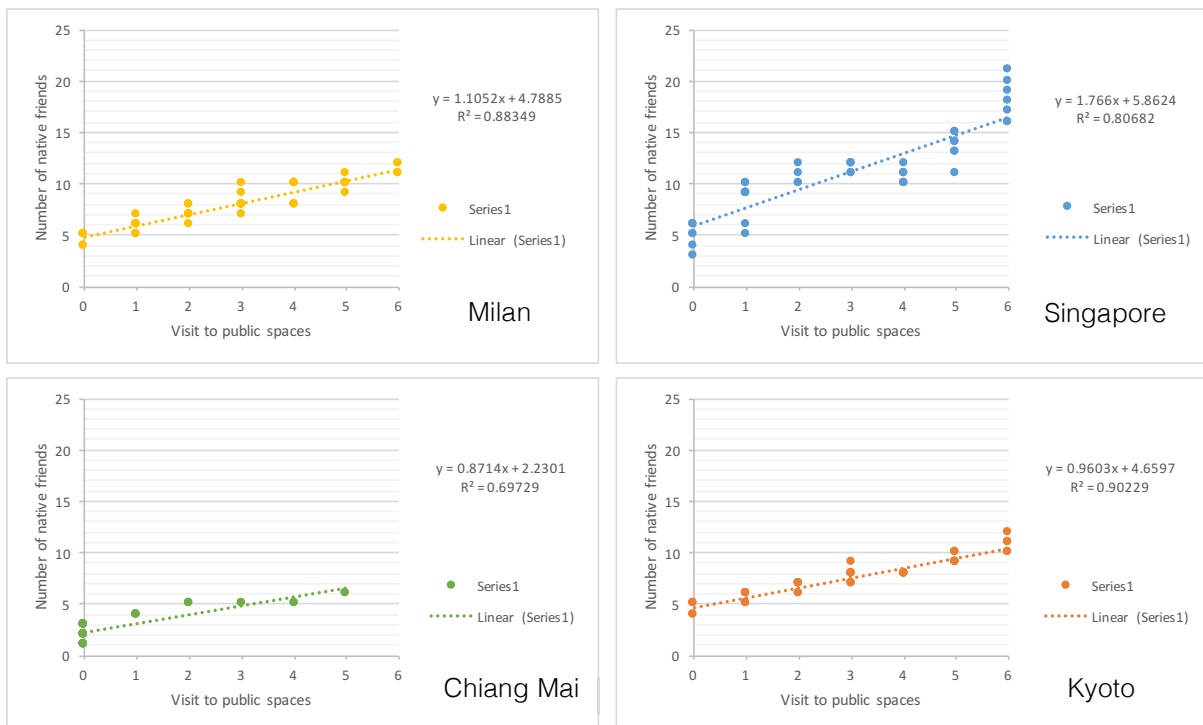 25
20
15
10
5
0
Number of native friends
0 1 2 3 4 5 6
Visit to public spaces
y = 1.1052x + 4.7885
R² = 0.88349
Series1
Linear (Series1)
Milan
25
20
15
10
5
0
Number of native friends
0 1 2 3 4 5 6
Visit to public spaces
y = 1.766x + 5.8624
R² = 0.80682
Series1
Linear (Series1)
Singapore
25
20
15
10
5
0
Number of native friends
0 1 2 3 4 5 6
Visit to public spaces
y = 0.8714x + 2.2301
R² = 0.69729
Series1
Linear (Series1)
Chiang Mai
25
20
15
10
5
0
Number of native friends
0 1 2 3 4 5 6
Visit to public spaces
y = 0.9603x + 4.6597
R² = 0.90229
Series1
Linear (Series1)
Kyoto